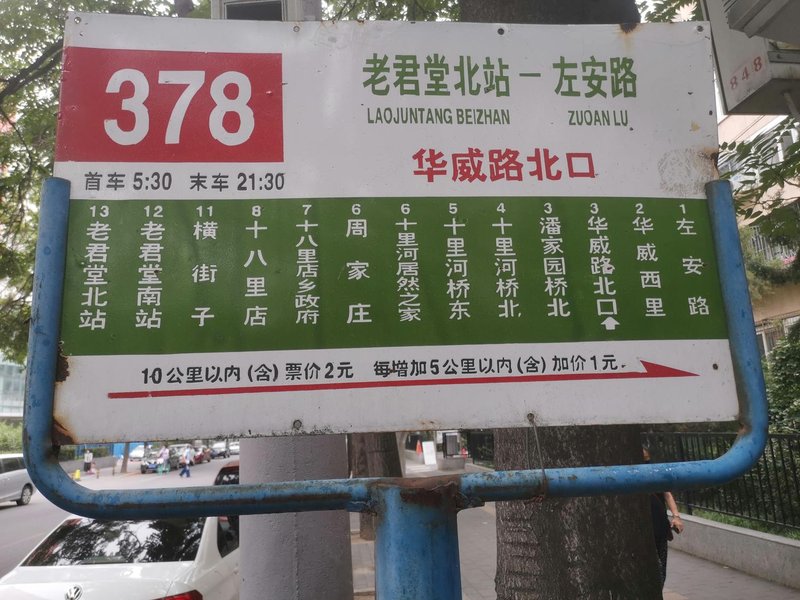 378
老君堂北站 — 左安路
LAOJUNTANG BEIZHAN ZUOAN LU
华威路北口
首车 5:30 末车 21:30
13 老君堂北站
12 老君堂南站
11 横街子
8 十八里店
7 十八里店乡政府
6 周家庄
6 十里河居然之家
5 十里河桥东
4 十里河桥北
3 潘家园桥北
3 华威路北口
2 华威西里
1 左安路
10公里以内(含)票价2元 每增加5公里以内(含)加价1元
848